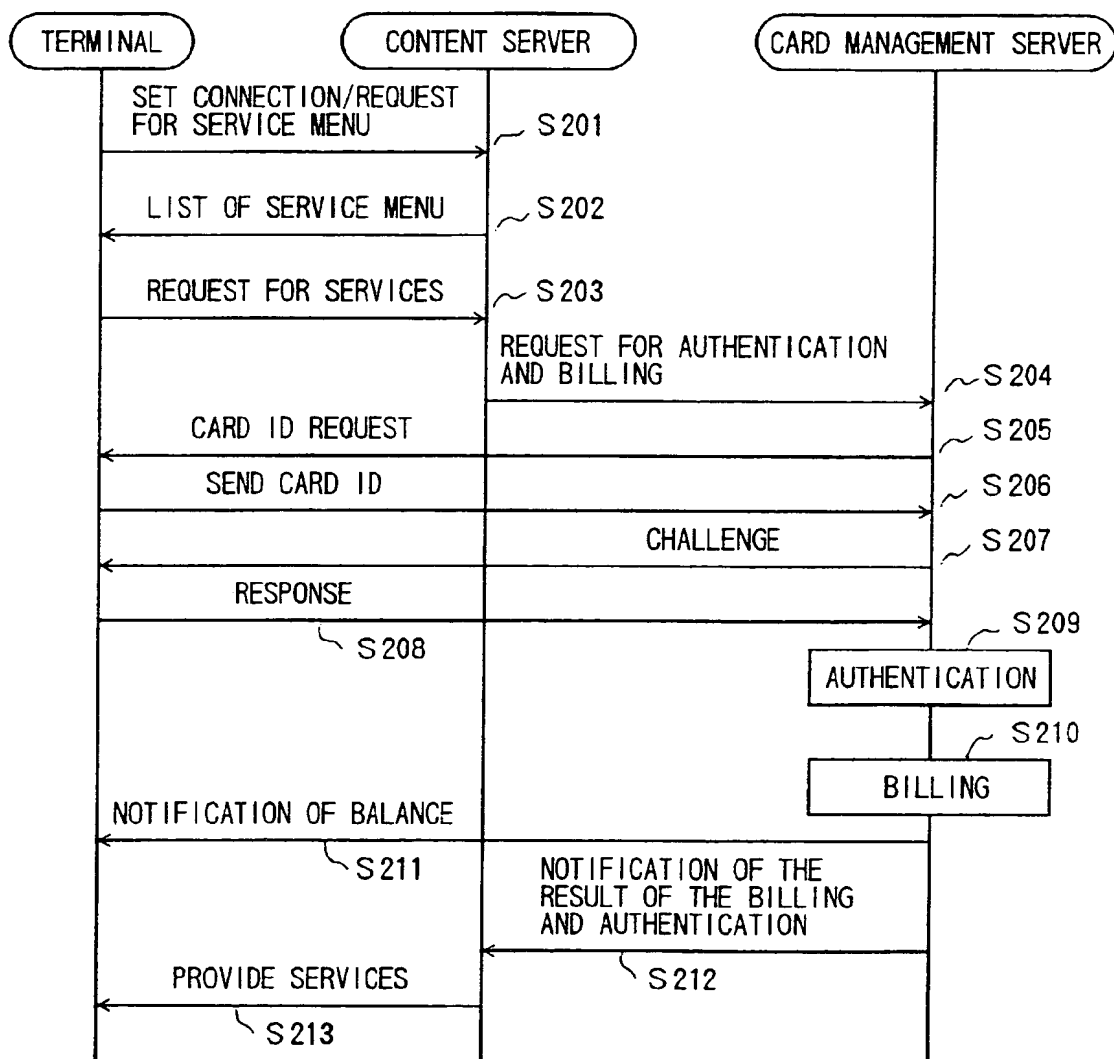 TERMINAL
CONTENT SERVER
CARD MANAGEMENT SERVER
SET CONNECTION/REQUEST
FOR SERVICE MENU
S201
LIST OF SERVICE MENU
S202
REQUEST FOR SERVICES
S203
REQUEST FOR AUTHENTICATION
AND BILLING
S204
CARD ID REQUEST
S205
SEND CARD ID
S206
CHALLENGE
S207
RESPONSE
S208
S209
AUTHENTICATION
S210
BILLING
NOTIFICATION OF BALANCE
S211
NOTIFICATION OF THE
RESULT OF THE BILLING
AND AUTHENTICATION
S212
PROVIDE SERVICES
S213